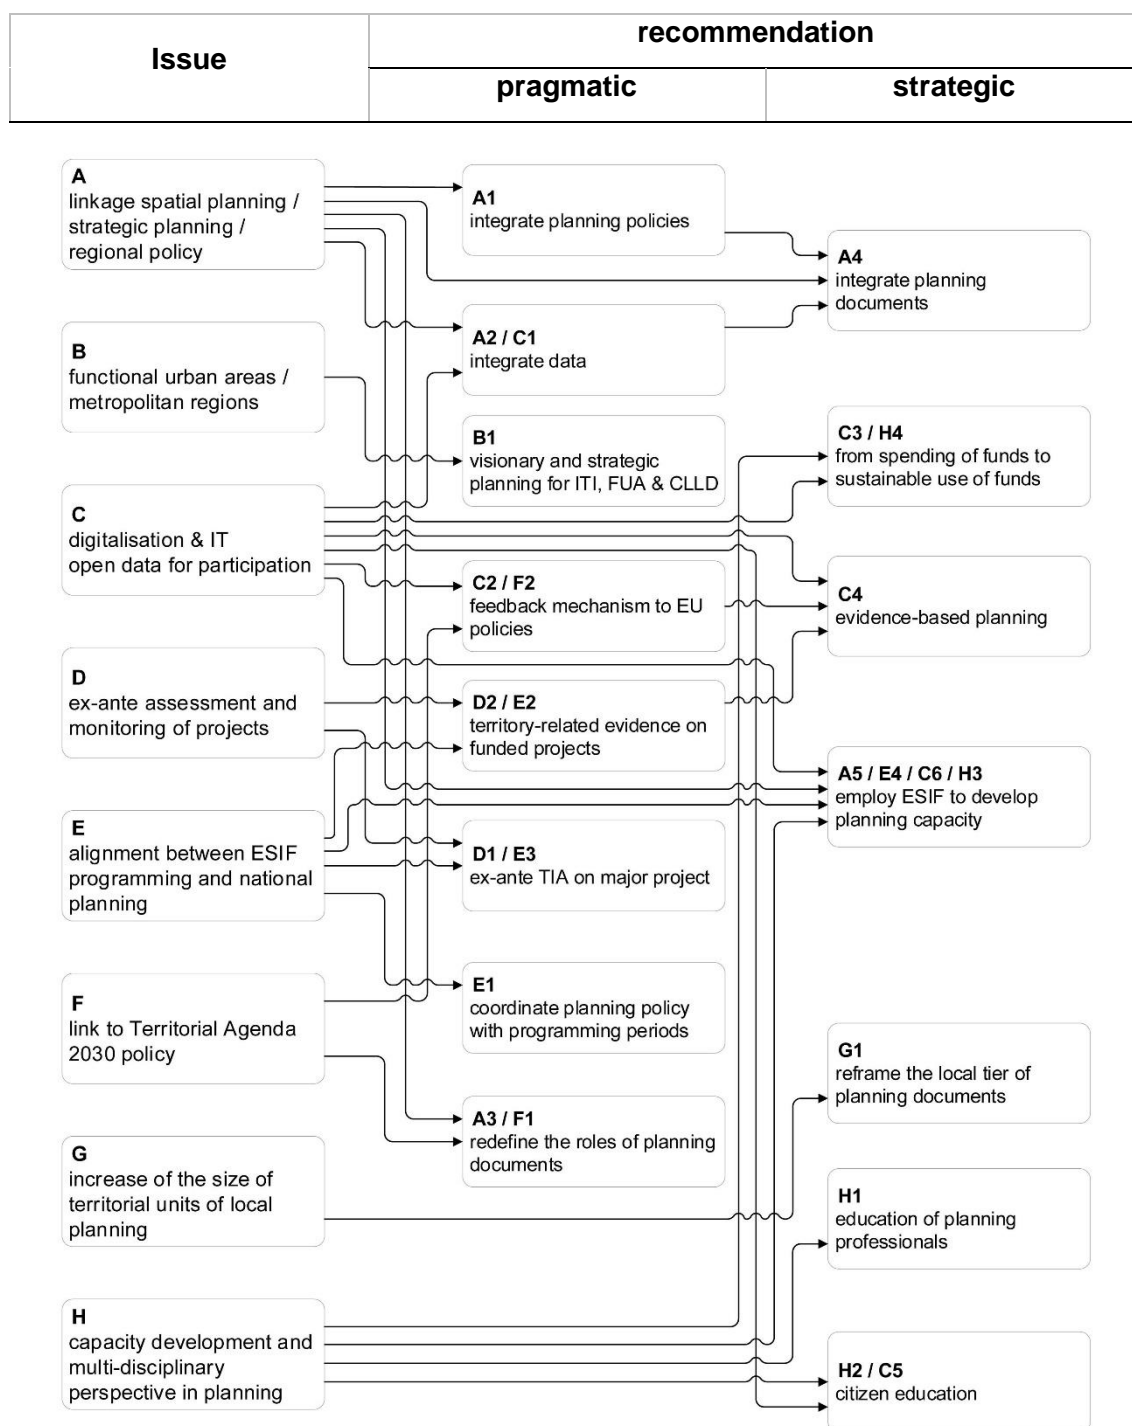 Issue
recommendation
pragmatic
strategic
A
linkage spatial planning /
strategic planning /
regional policy
B
functional urban areas /
metropolitan regions
C
digitalisation & IT
open data for participation
D
ex-ante assessment and
monitoring of projects
E
alignment between ESIF
programming and national
planning
F
link to Territorial Agenda
2030 policy
G
increase of the size of
territorial units of local
planning
H
capacity development and
multi-disciplinary
perspective in planning
A1
integrate planning policies
A2 / C1
integrate data
B1
visionary and strategic
planning for ITI, FUA & CLLD
C2 / F2
feedback mechanism to EU
policies
D2 / E2
territory-related evidence on
funded projects
D1 / E3
ex-ante TIA on major project
E1
coordinate planning policy
with programming periods
A3 / F1
redefine the roles of planning
documents
A4
integrate planning
documents
C3 / H4
from spending of funds to
sustainable use of funds
C4
evidence-based planning
A5 / E4 / C6 / H3
employ ESIF to develop
planning capacity
G1
reframe the local tier of
planning documents
H1
education of planning
professionals
H2 / C5
citizen education